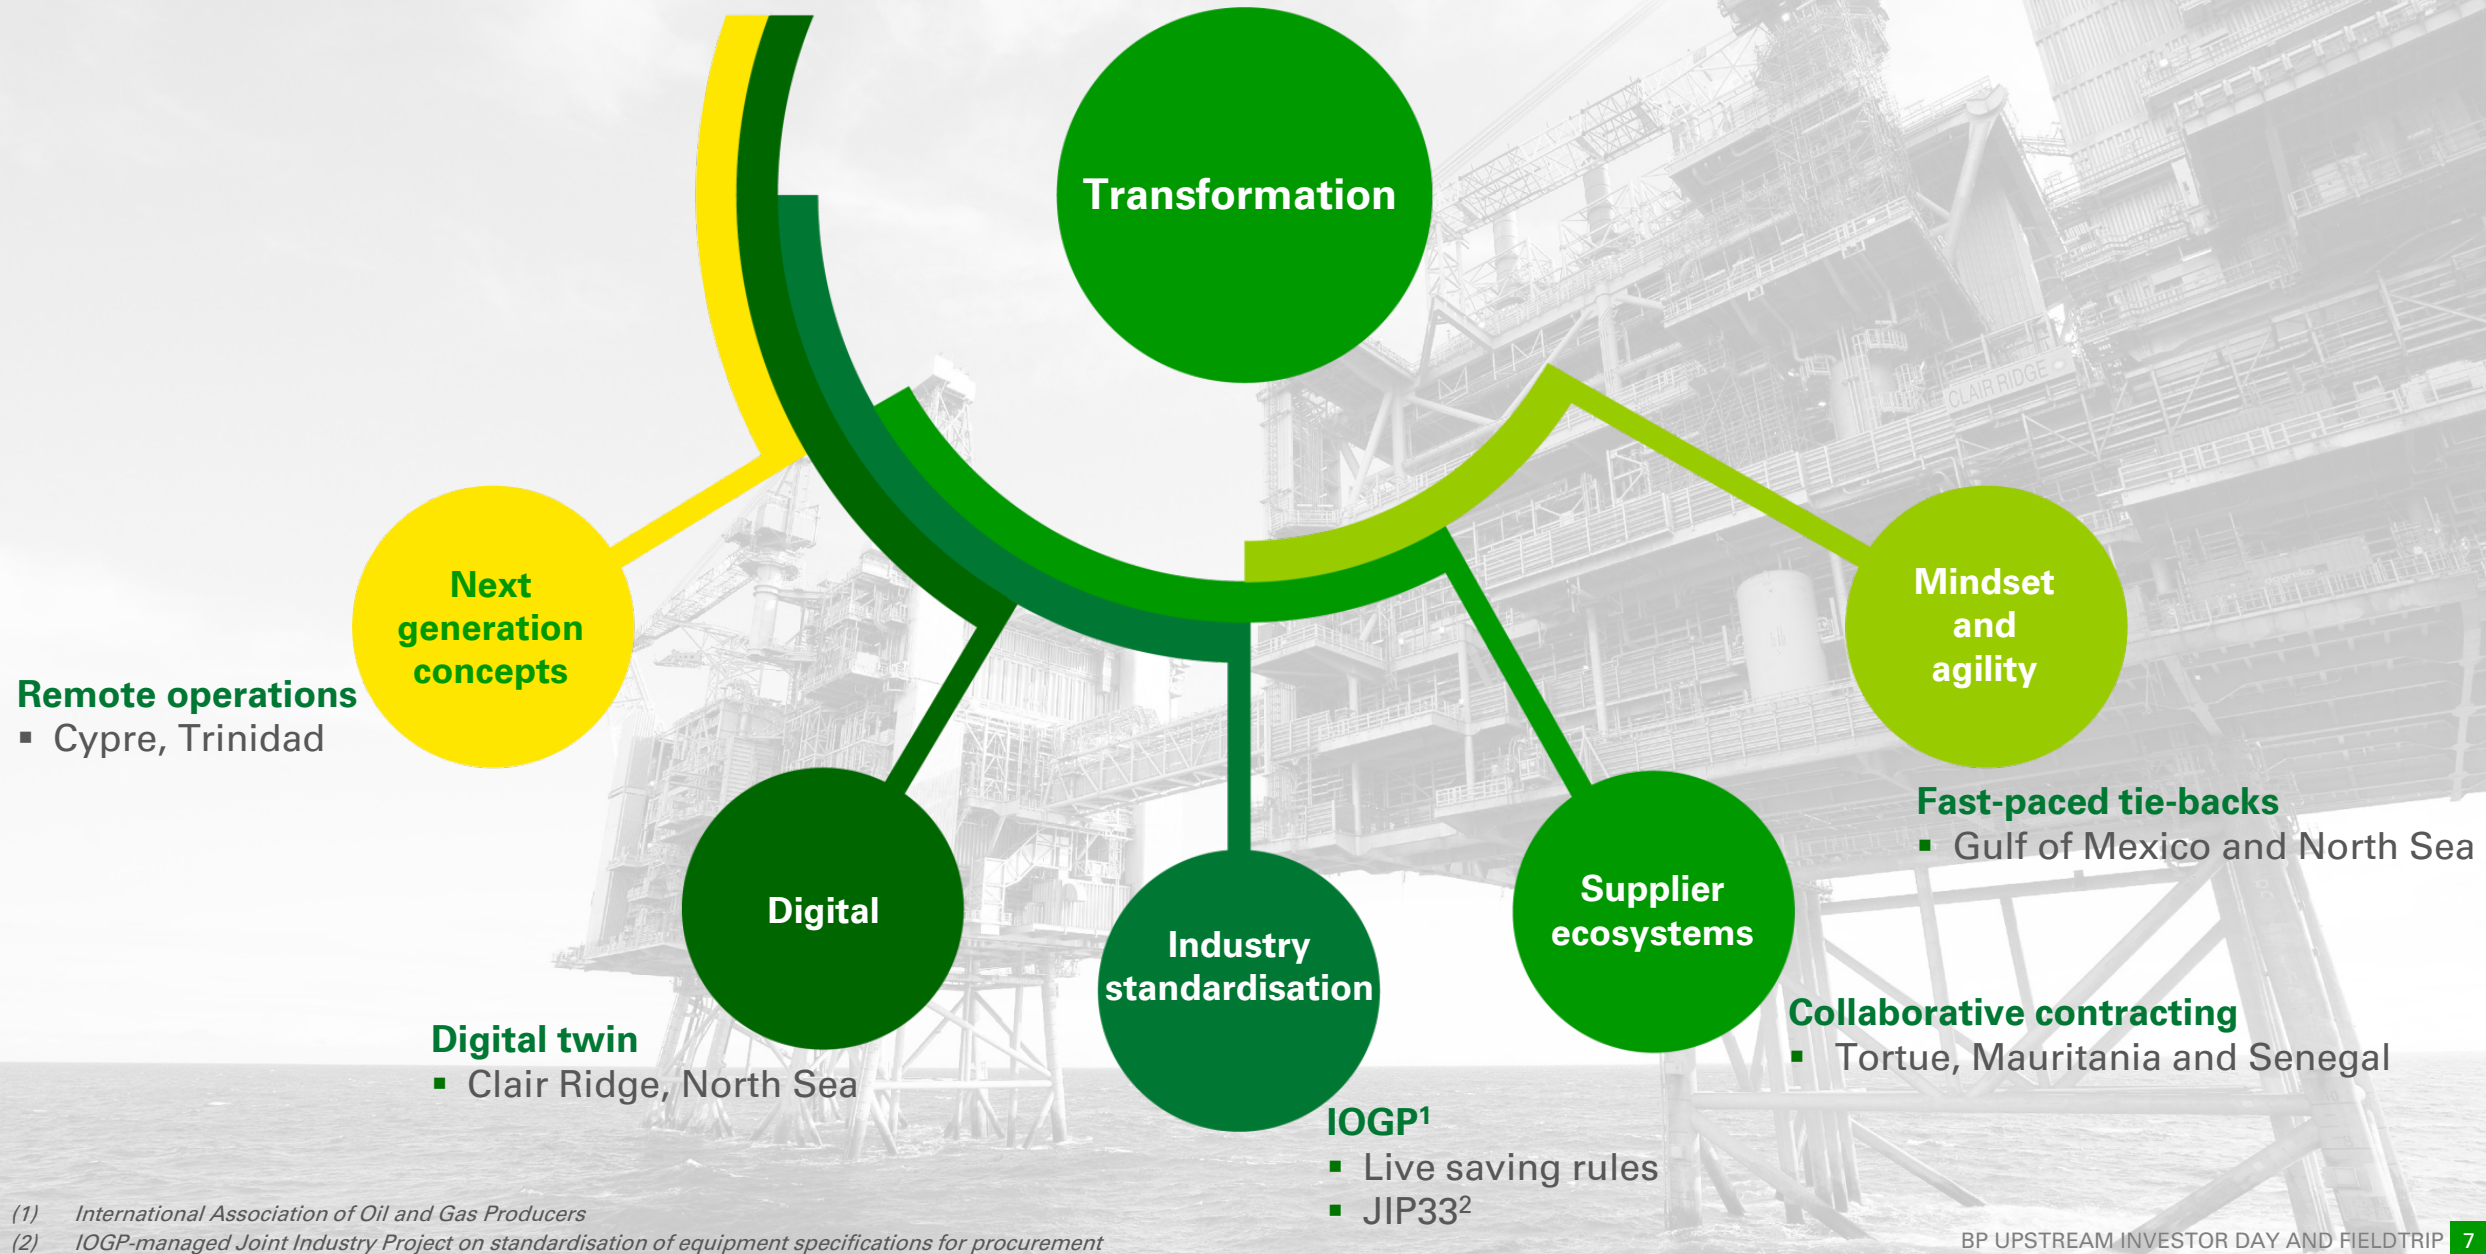 Transformation
CLAIR RIDGE
Next
generation
concepts
Remote operations
▪ Cypre, Trinidad
Digital
Digital twin
▪ Clair Ridge, North Sea
Industry
standardisation
IOGP¹
▪ Live saving rules
▪ JIP33²
Supplier
ecosystems
Collaborative contracting
▪ Tortue, Mauritania and Senegal
Mindset
and
agility
Fast-paced tie-backs
▪ Gulf of Mexico and North Sea
(1) International Association of Oil and Gas Producers
(2) IOGP-managed Joint Industry Project on standardisation of equipment specifications for procurement
BP UPSTREAM INVESTOR DAY AND FIELDTRIP 7